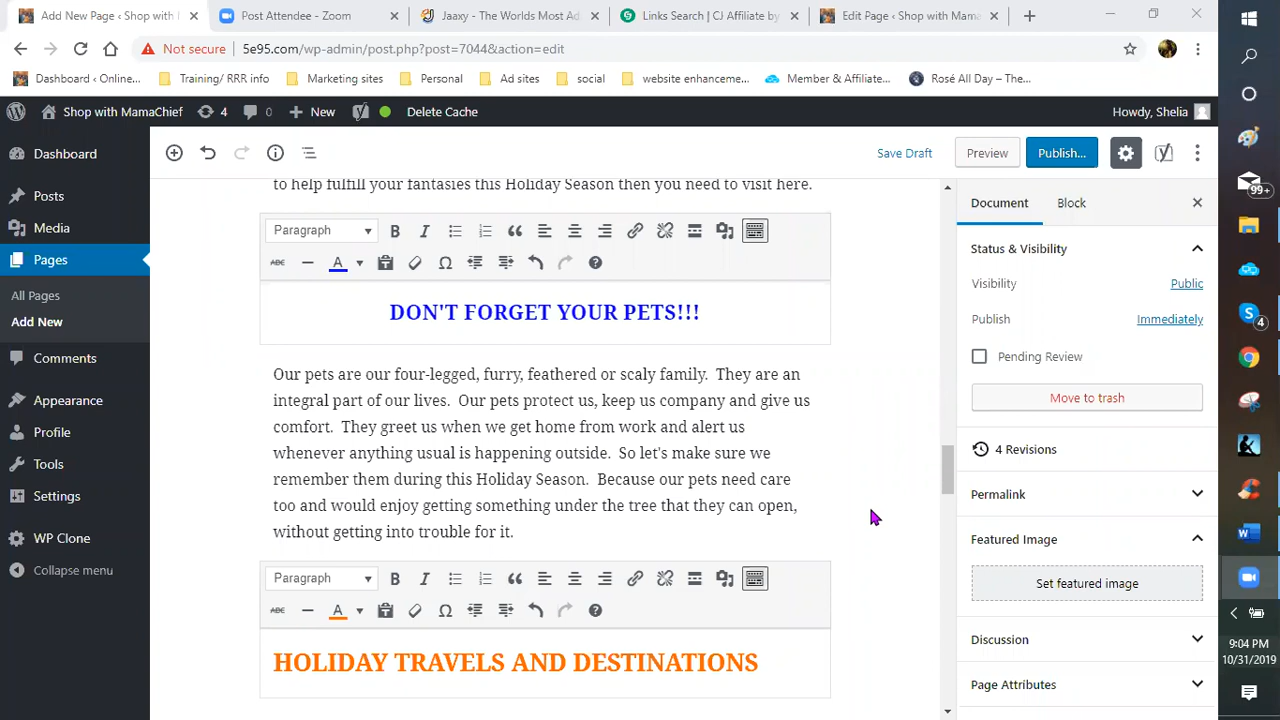 Add New Page ‹ Shop with
Post Attendee - Zoom
Jaaxy - The Worlds Most Ad
Links Search | CJ Affiliate by
Edit Page ‹ Shop with Mama
Not secure
5e95.com/wp-admin/post.php?post=7044&action=edit
Dashboard ‹ Online...
Training/ RRR info
Marketing sites
Personal
Ad sites
social
website enhanceme...
Member & Affiliate...
Rosé All Day – The...
Shop with MamaChief
4
0
New
Delete Cache
Howdy, Shelia
Dashboard
Posts
Media
Pages
All Pages
Add New
Comments
Appearance
Profile
Tools
Settings
WP Clone
Collapse menu
Save Draft
Preview
Publish...
to help fulfill your fantasies this Holiday Season then you need to visit here.
Paragraph
B I
ABC
A
DON'T FORGET YOUR PETS!!!
Our pets are our four-legged, furry, feathered or scaly family. They are an
integral part of our lives. Our pets protect us, keep us company and give us
comfort. They greet us when we get home from work and alert us
whenever anything usual is happening outside. So let's make sure we
remember them during this Holiday Season. Because our pets need care
too and would enjoy getting something under the tree that they can open,
without getting into trouble for it.
Paragraph
B I
ABC
A
HOLIDAY TRAVELS AND DESTINATIONS
Document
Block
Status & Visibility
Visibility
Public
Publish
Immediately
Pending Review
Move to trash
4 Revisions
Permalink
Featured Image
Set featured image
Discussion
Page Attributes
99+
4
9:04 PM
10/31/2019